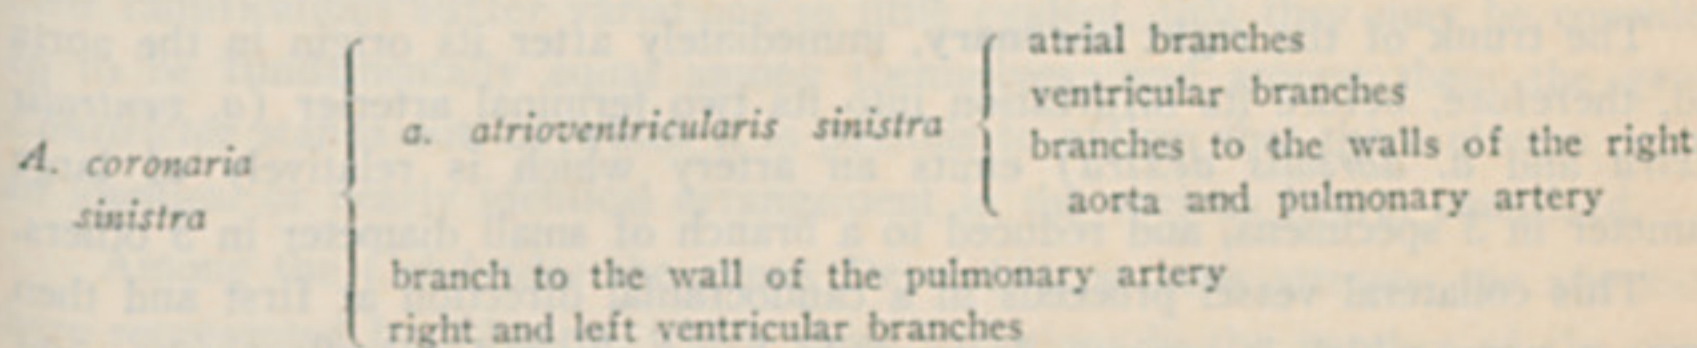 atrial branches
ventricular branches
a. atrioventricularis sinistra
branches to the walls of the right
aorta and pulmonary artery
A. coronaria
sinistra
branch to the wall of the pulmonary artery
right and left ventricular branches